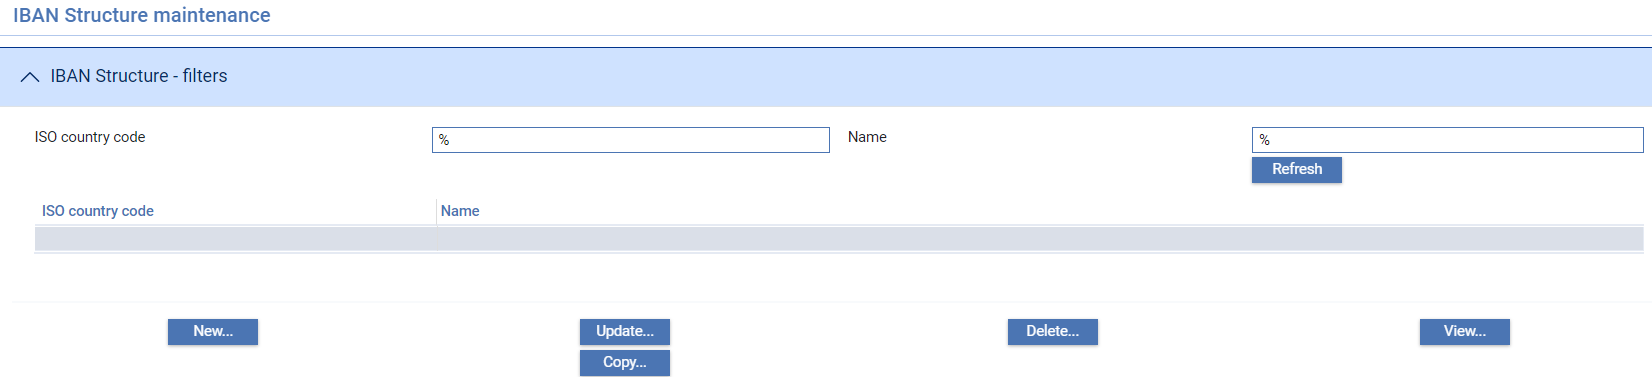 IBAN Structure maintenance
IBAN Structure - filters
ISO country code % Name %
Refresh
ISO country code Name
New... Update... Delete... View...
Copy...